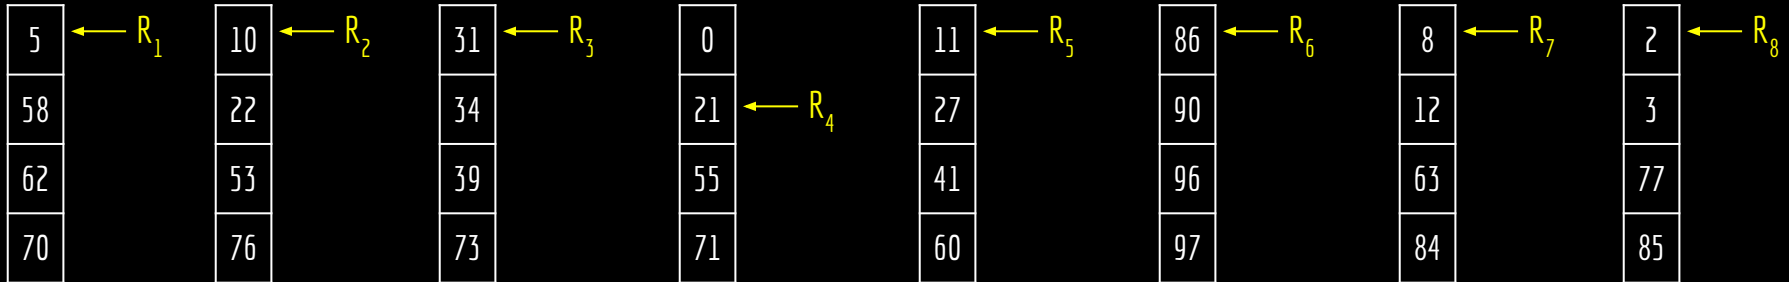 5 R1 10 R2 31 R3 0 11 R5 86 R6 8 R7 2 R8
58 22 34 21 R4 27 90 12 3
62 53 39 55 41 96 63 77
70 76 73 71 60 97 84 85